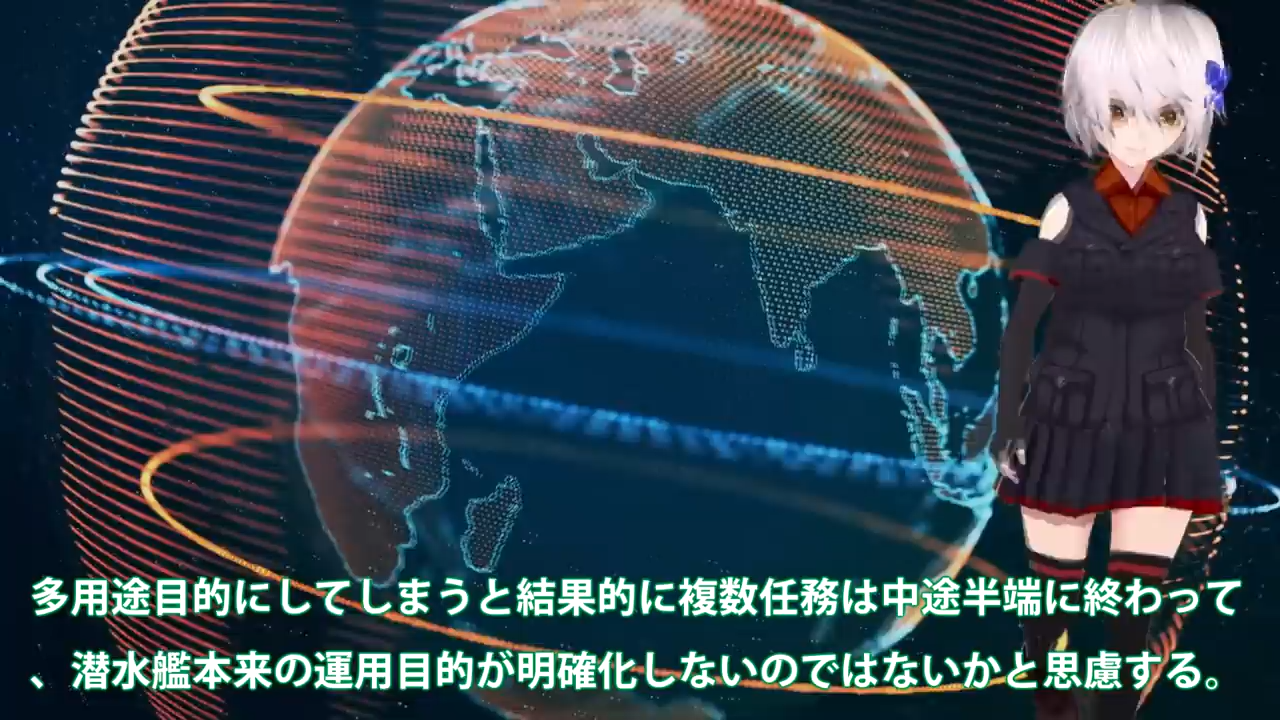 多用途目的にしてしまうと結果的に複数任務は中途半端に終わって
、潜水艦本来の運用目的が明確化しないのではないかと思慮する。